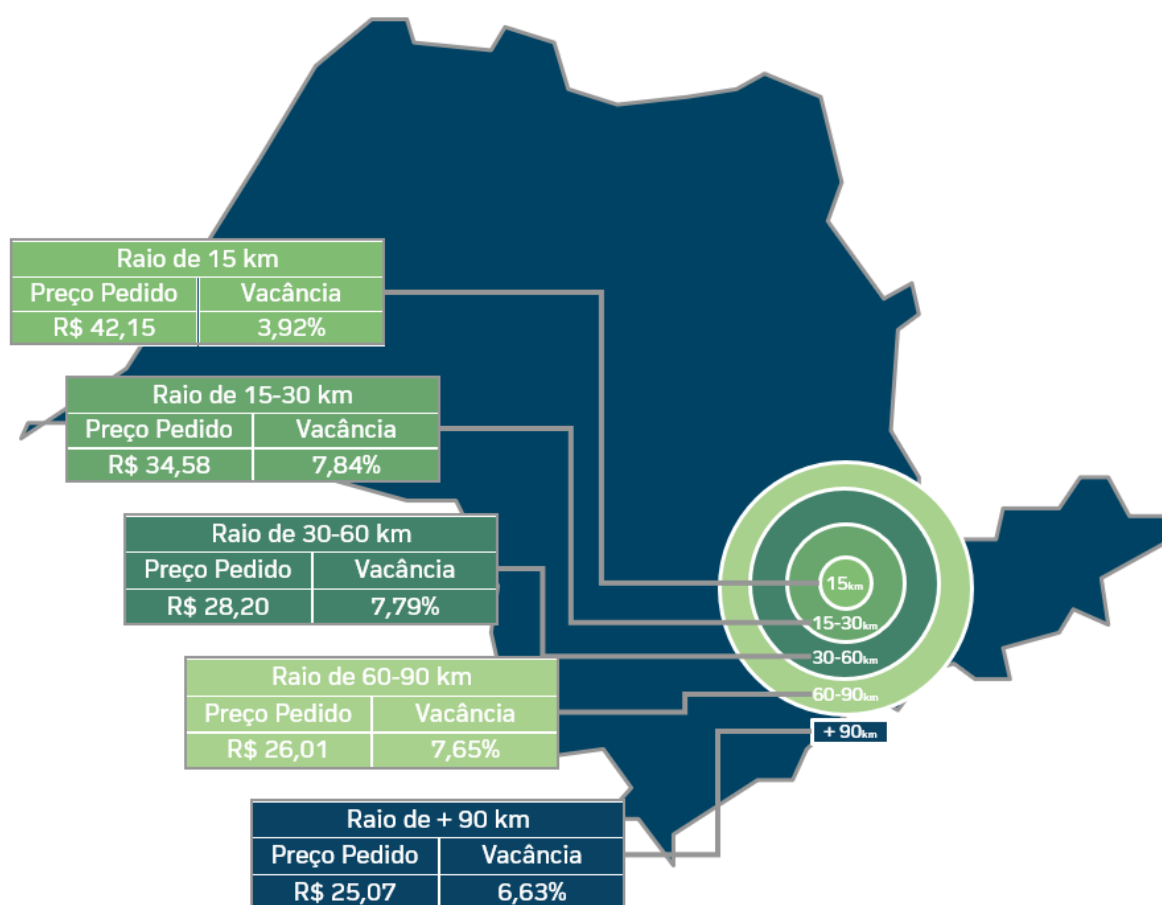 Raio de 15 km
Preço Pedido Vacância
R$ 42,15 3,92%
Raio de 15-30 km
Preço Pedido Vacância
R$ 34,58 7,84%
Raio de 30-60 km
Preço Pedido Vacância
R$ 28,20 7,79%
Raio de 60-90 km
Preço Pedido Vacância
R$ 26,01 7,65%
Raio de + 90 km
Preço Pedido Vacância
R$ 25,07 6,63%
15km
15-30km
30-60km
60-90km
+ 90km